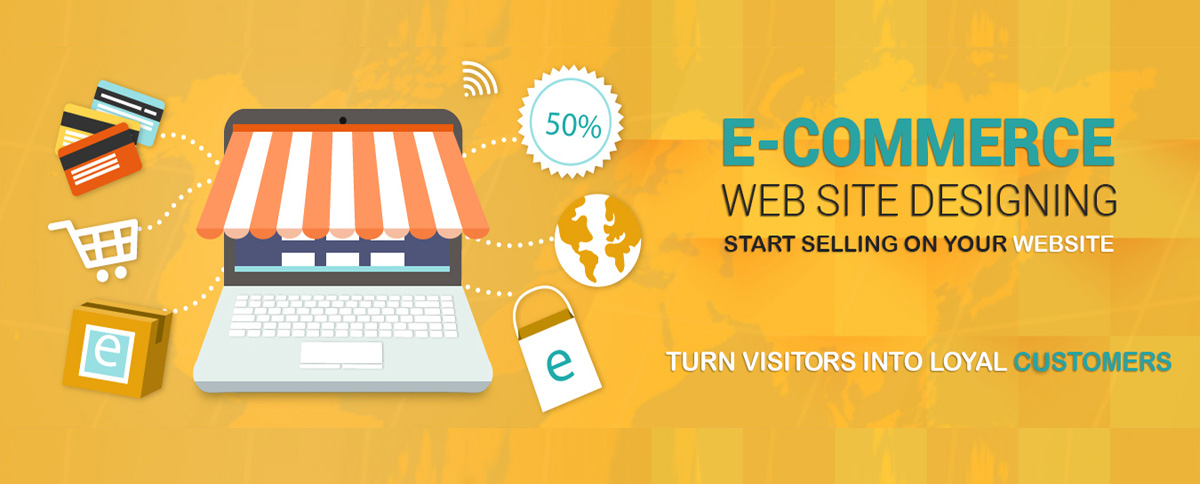 50%
e
e
E-COMMERCE
WEB SITE DESIGNING
START SELLING ON YOUR WEBSITE
TURN VISITORS INTO LOYAL CUSTOMERS